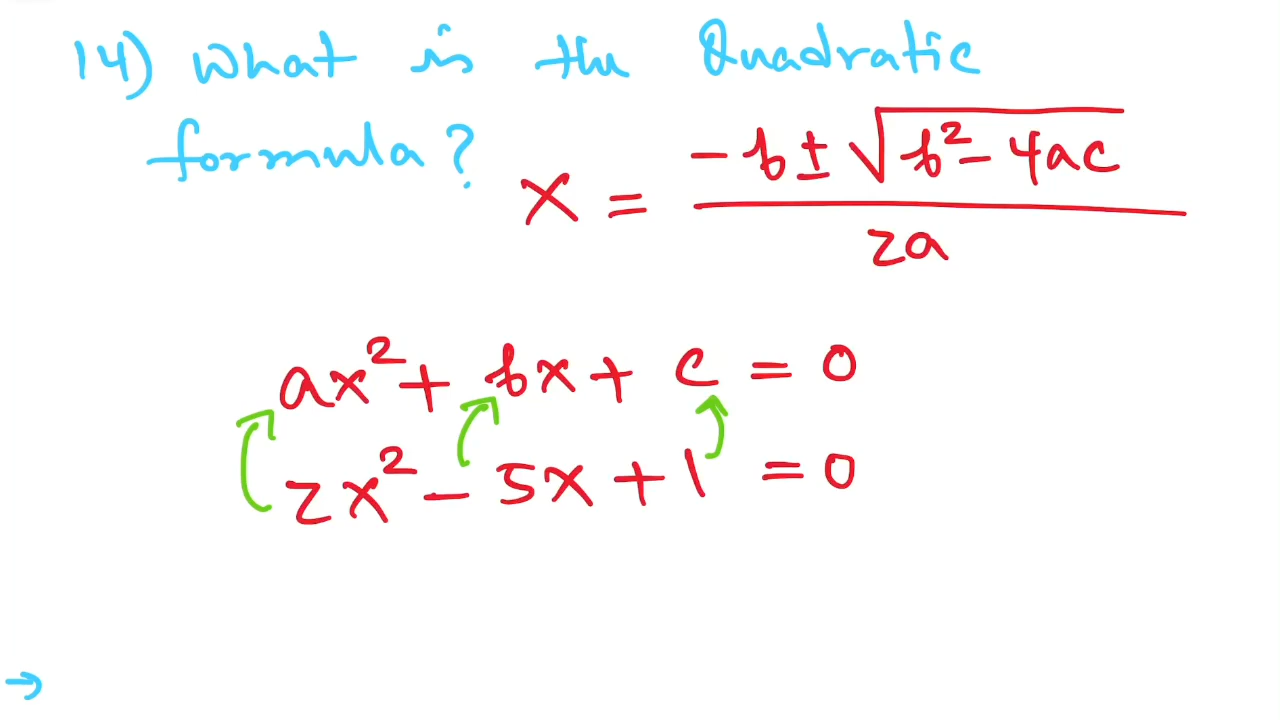 14) What is the Quadratic
formula?
x = -b ± √(b² - 4ac) / 2a
ax² + bx + c = 0
2x² - 5x + 1 = 0
→